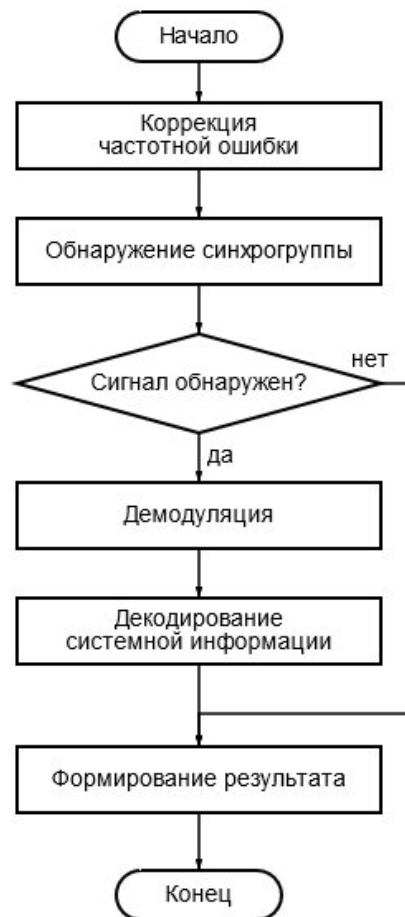 Начало
Коррекция
частотной ошибки
Обнаружение синхрогруппы
нет
Сигнал обнаружен?
да
Демодуляция
Декодирование
системной информации
Формирование результата
Конец